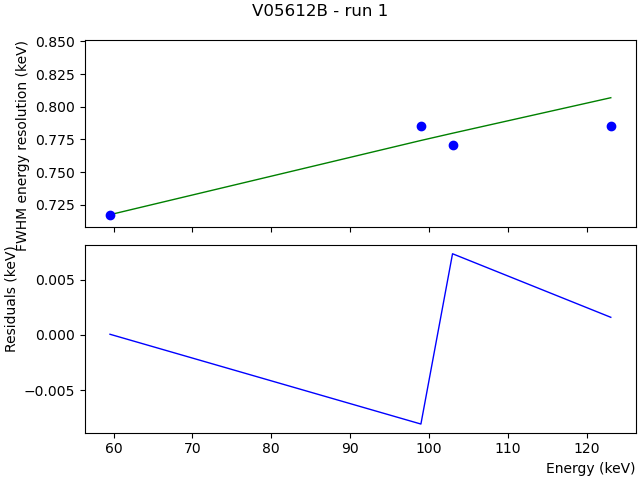 V05612B - run 1
FWHM energy resolution (keV)
0.850
0.825
0.800
0.775
0.750
0.725
Residuals (keV)
0.005
0.000
−0.005
60 70 80 90 100 110 120
Energy (keV)